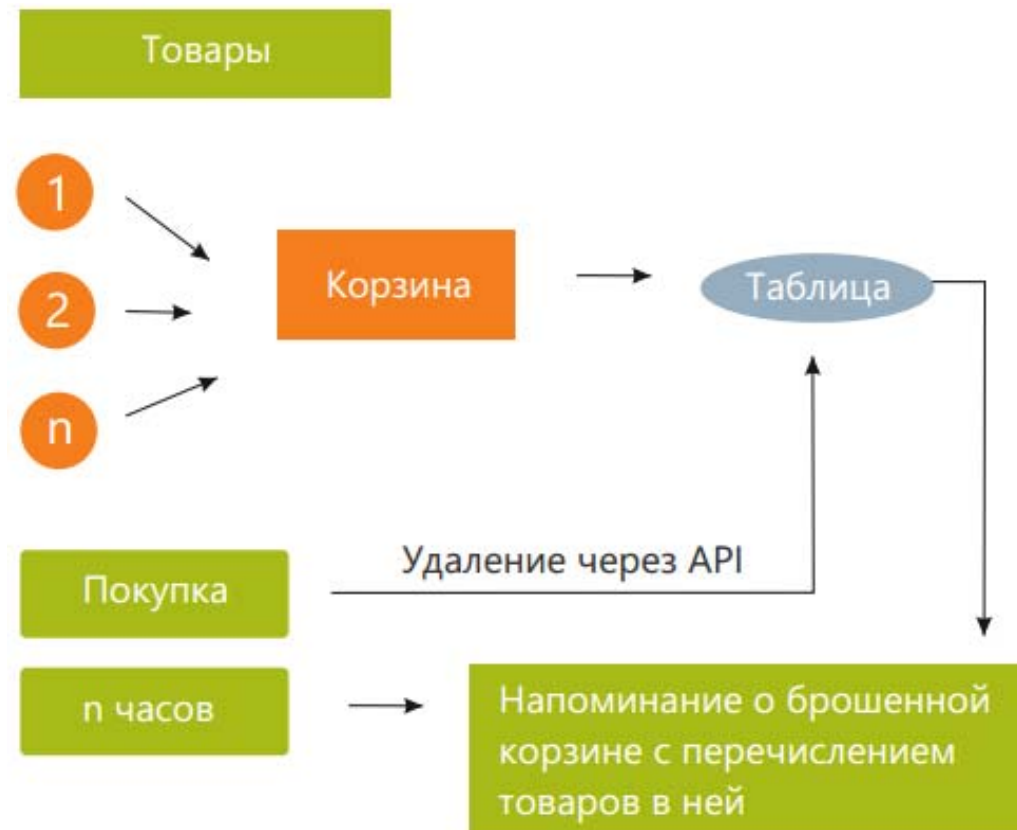 Товары
1
2
n
Корзина
Таблица
Удаление через API
Покупка
n часов
Напоминание о брошенной
корзине с перечислением
товаров в ней